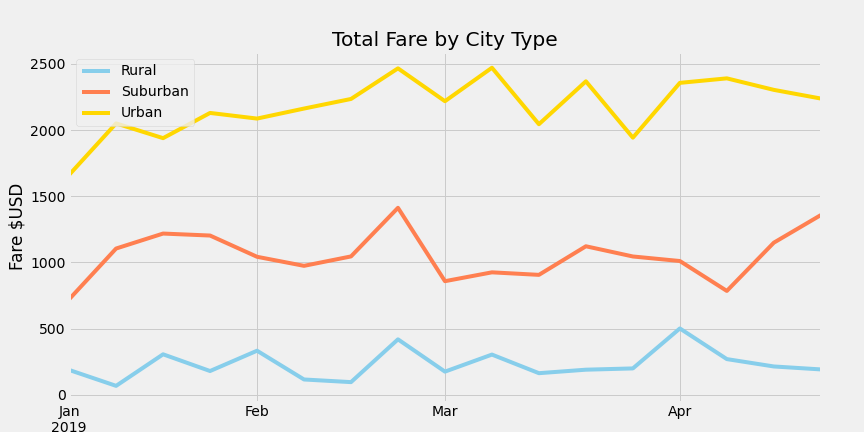 Total Fare by City Type
Rural
Suburban
Urban
Fare $USD
2500
2000
1500
1000
500
0
Jan Feb Mar Apr
2019